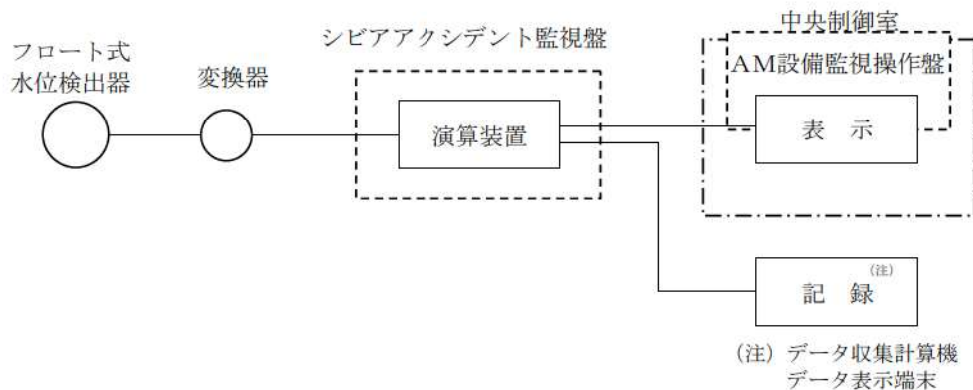 中央制御室
シビアアクシデント監視盤
フロート式
水位検出器
変換器
AM設備監視操作盤
演算装置
表 示
記 録(注)
(注) データ収集計算機
データ表示端末